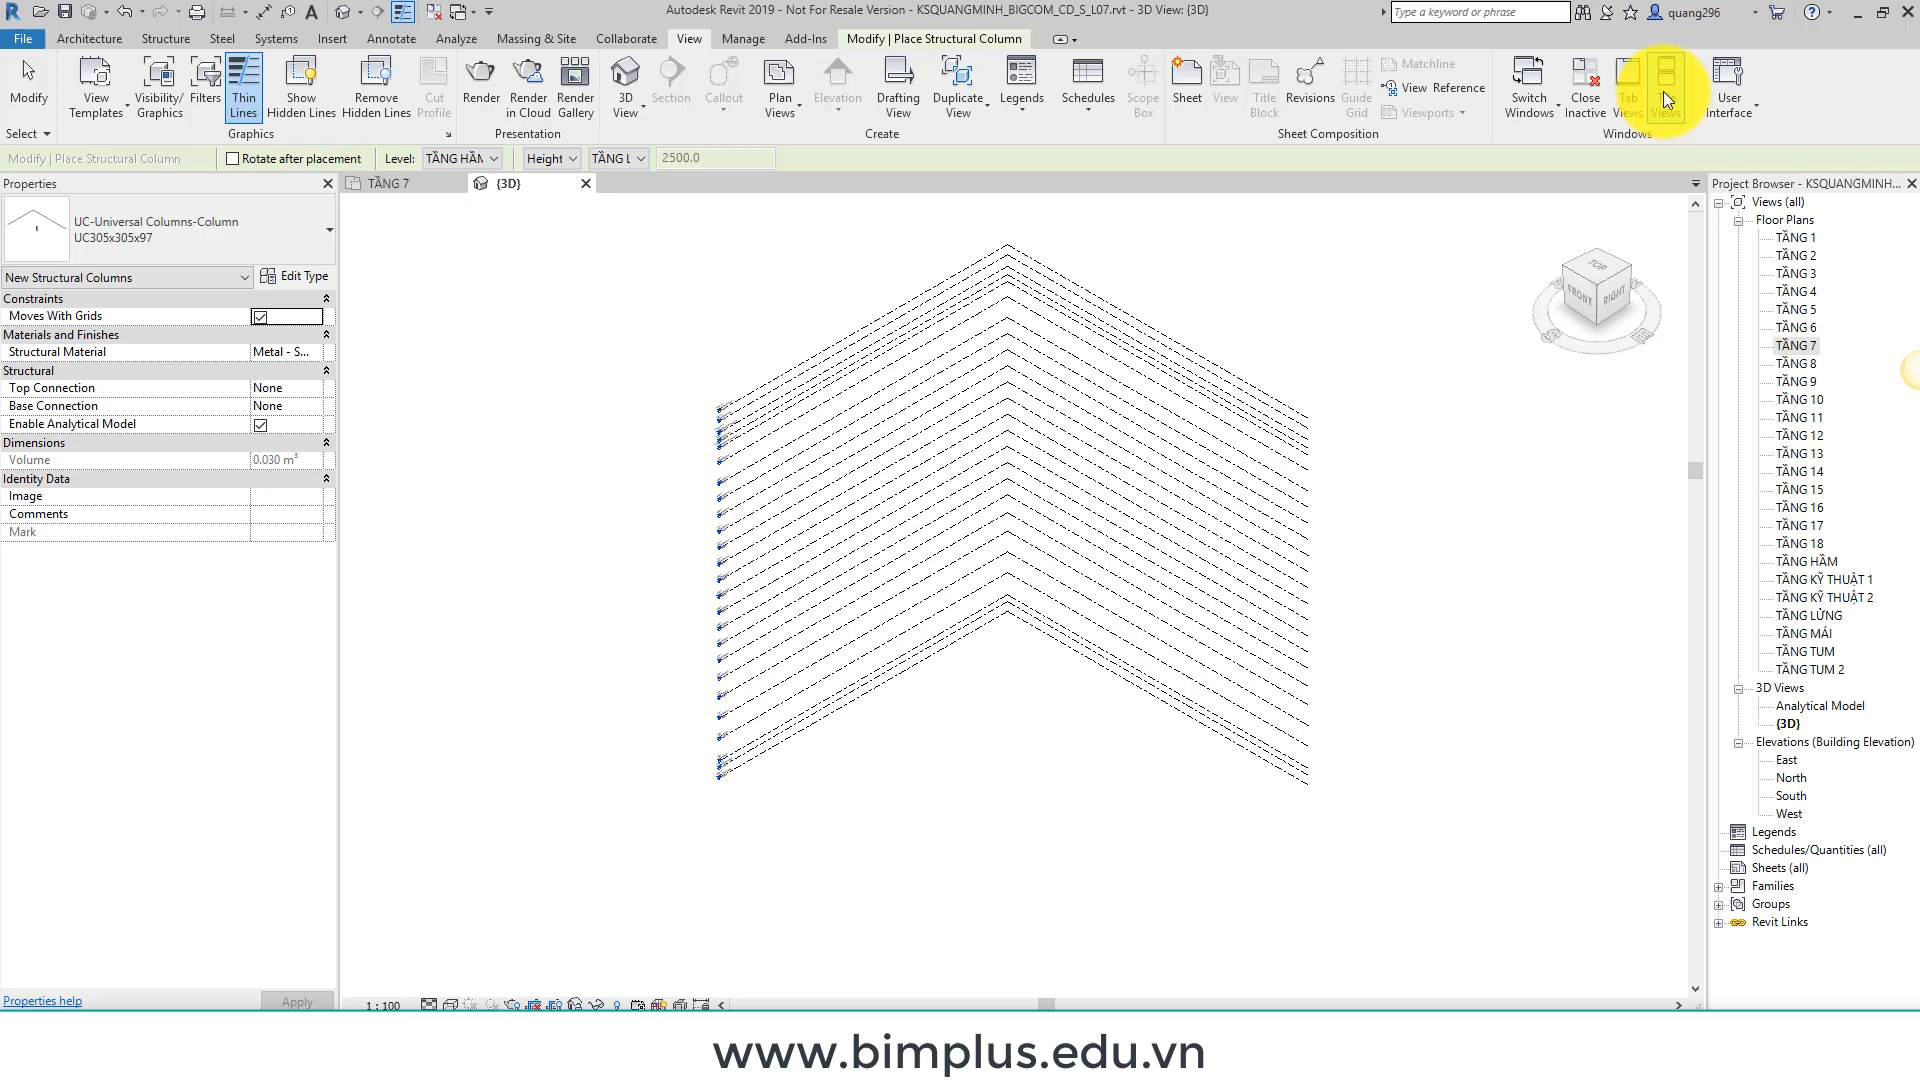 Autodesk Revit 2019 - Not For Resale Version - KSQUANGMINH_BIGCOM_CD_S_L07.rvt - 3D View: {3D}
Type a keyword or phrase
quang296
File Architecture Structure Steel Systems Insert Annotate Analyze Massing & Site Collaborate View Manage Add-Ins Modify | Place Structural Column
Modify
View Templates
Visibility/ Graphics
Filters
Thin Lines
Show Hidden Lines
Remove Hidden Lines
Cut Profile
Render
Render in Cloud
Render Gallery
3D View
Section
Callout
Plan Views
Elevation
Drafting View
Duplicate View
Legends
Schedules
Scope Box
Sheet
View
Title Block
Revisions
Guide Grid
Matchline
View Reference
Viewports
Switch Windows
Close Inactive
Tab Views
Views
User Interface
Select Graphics Presentation Create Sheet Composition Windows
Modify | Place Structural Column Rotate after placement Level: TẦNG HẦM Height TẦNG L 2500.0
Properties
UC-Universal Columns-Column
UC305x305x97
New Structural Columns Edit Type
Constraints
Moves With Grids
Materials and Finishes
Structural Material Metal - S...
Structural
Top Connection None
Base Connection None
Enable Analytical Model
Dimensions
Volume 0.030 m³
Identity Data
Image
Comments
Mark
Properties help Apply
TẦNG 7 {3D}
TOP
FRONT
RIGHT
1 : 100
Project Browser - KSQUANGMINH...
Views (all)
Floor Plans
TẦNG 1
TẦNG 2
TẦNG 3
TẦNG 4
TẦNG 5
TẦNG 6
TẦNG 7
TẦNG 8
TẦNG 9
TẦNG 10
TẦNG 11
TẦNG 12
TẦNG 13
TẦNG 14
TẦNG 15
TẦNG 16
TẦNG 17
TẦNG 18
TẦNG HẦM
TẦNG KỸ THUẬT 1
TẦNG KỸ THUẬT 2
TẦNG LỬNG
TẦNG MÁI
TẦNG TUM
TẦNG TUM 2
3D Views
Analytical Model
{3D}
Elevations (Building Elevation)
East
North
South
West
Legends
Schedules/Quantities (all)
Sheets (all)
Families
Groups
Revit Links
www.bimplus.edu.vn